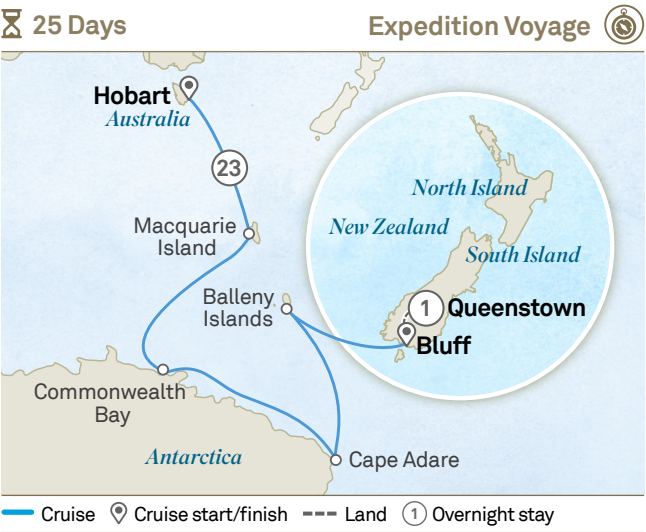 25 Days
Expedition Voyage
Hobart
Australia
23
Macquarie
Island
North Island
New Zealand
South Island
Balleny
Islands
1
Queenstown
Bluff
Commonwealth
Bay
Antarctica
Cape Adare
Cruise
Cruise start/finish
Land
1
Overnight stay